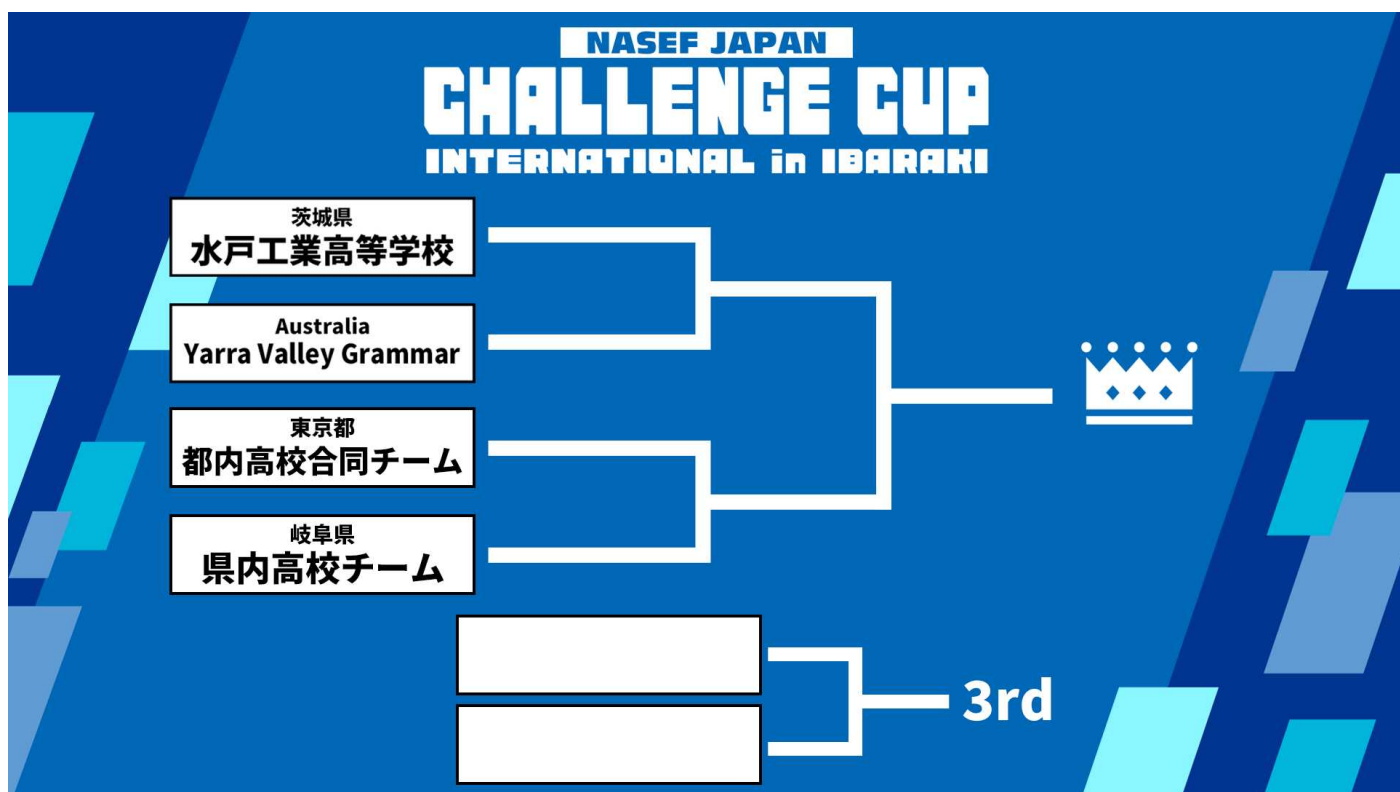 NASEF JAPAN
CHALLENGE CUP
INTERNATIONAL in IBARAKI
茨城県
水戸工業高等学校
Australia
Yarra Valley Grammar
東京都
都内高校合同チーム
岐阜県
県内高校チーム
3rd